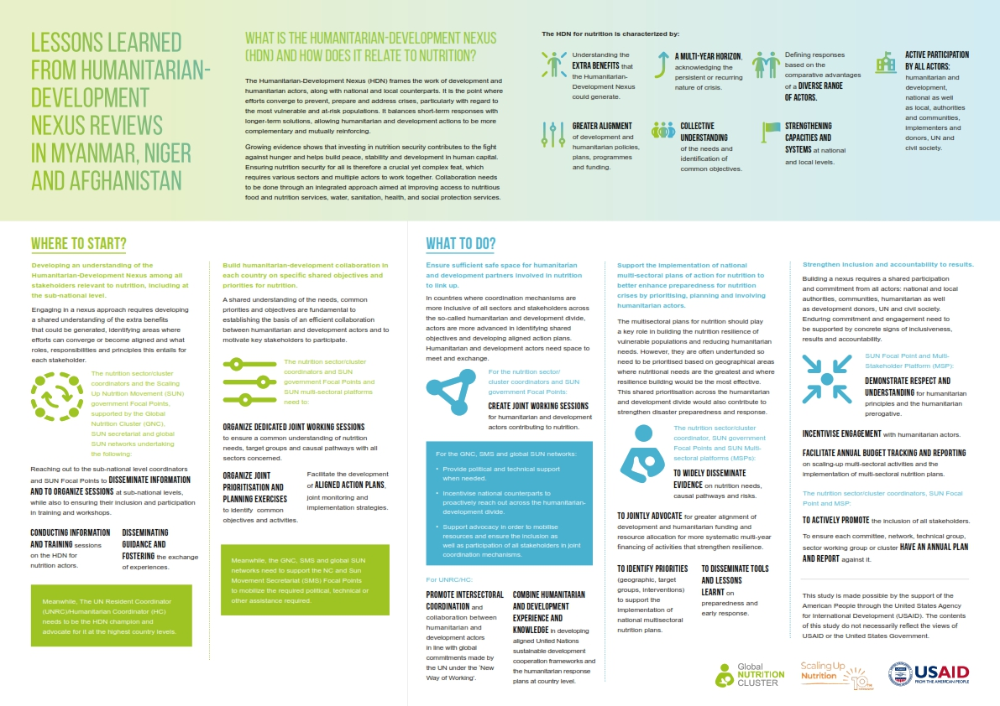 LESSONS LEARNED
FROM HUMANITARIAN-
DEVELOPMENT
NEXUS REVIEWS
IN MYANMAR, NIGER
AND AFGHANISTAN
WHAT IS THE HUMANITARIAN-DEVELOPMENT NEXUS
(HDN) AND HOW DOES IT RELATE TO NUTRITION?
The Humanitarian-Development Nexus (HDN) frames the work of development and
humanitarian actors, along with national and local counterparts. It is the point where
efforts converge to prevent, prepare and address crises, particularly with regard to
the most vulnerable and at-risk populations. It balances short-term responses with
longer-term solutions, allowing humanitarian and development actions to be more
complementary and mutually reinforcing.
Growing evidence shows that investing in nutrition security contributes to the fight
against hunger and helps build peace, stability and development in human capital.
Ensuring nutrition security for all is therefore a crucial yet complex feat, which
requires various sectors and multiple actors to work together. Collaboration needs
to be done through an integrated approach aimed at improving access to nutritious
food and nutrition services, water, sanitation, health, and social protection services.
The HDN for nutrition is characterized by:
Understanding the
EXTRA BENEFITS that
the Humanitarian-
Development Nexus
could generate.
A MULTI-YEAR HORIZON,
acknowledging the
persistent or recurring
nature of crisis.
Defining responses
based on the
comparative advantages
of a DIVERSE RANGE
OF ACTORS.
ACTIVE PARTICIPATION
BY ALL ACTORS:
humanitarian and
development,
national as well
as local, authorities
and communities,
implementers and
donors, UN and
civil society.
GREATER ALIGNMENT
of development and
humanitarian policies,
plans, programmes
and funding.
COLLECTIVE
UNDERSTANDING
of the needs and
identification of
common objectives.
STRENGTHENING
CAPACITIES AND
SYSTEMS at national
and local levels.
WHERE TO START?
Developing an understanding of the
Humanitarian-Development Nexus among all
stakeholders relevant to nutrition, including at
the sub-national level.
Engaging in a nexus approach requires developing
a shared understanding of the extra benefits
that could be generated, identifying areas where
efforts can converge or become aligned and what
roles, responsibilities and principles this entails for
each stakeholder.
The nutrition sector/cluster
coordinators and the Scaling
Up Nutrition Movement (SUN)
government Focal Points,
supported by the Global
Nutrition Cluster (GNC),
SUN secretariat and global
SUN networks undertaking
the following:
Reaching out to the sub-national level coordinators
and SUN Focal Points to DISSEMINATE INFORMATION
AND TO ORGANIZE SESSIONS at sub-national levels,
while also to ensuring their inclusion and participation
in training and workshops.
CONDUCTING INFORMATION
AND TRAINING sessions
on the HDN for
nutrition actors.
DISSEMINATING
GUIDANCE AND
FOSTERING the exchange
of experiences.
Meanwhile, The UN Resident Coordinator
(UNRC)/Humanitarian Coordinator (HC)
needs to be the HDN champion and
advocate for it at the highest country levels.
Build humanitarian-development collaboration in
each country on specific shared objectives and
priorities for nutrition.
A shared understanding of the needs, common
priorities and objectives are fundamental to
establishing the basis of an efficient collaboration
between humanitarian and development actors and to
motivate key stakeholders to participate.
The nutrition sector/cluster
coordinators and SUN
government Focal Points and
SUN multi-sectoral platforms
need to:
ORGANIZE DEDICATED JOINT WORKING SESSIONS
to ensure a common understanding of nutrition
needs, target groups and causal pathways with all
sectors concerned.
ORGANIZE JOINT
PRIORITISATION AND
PLANNING EXERCISES
to identify common
objectives and activities.
Facilitate the development
of ALIGNED ACTION PLANS,
joint monitoring and
implementation strategies.
Meanwhile, the GNC, SMS and global SUN
networks need to support the NC and Sun
Movement Secretariat (SMS) Focal Points
to mobilize the required political, technical or
other assistance required.
WHAT TO DO?
Ensure sufficient safe space for humanitarian
and development partners involved in nutrition
to link up.
In countries where coordination mechanisms are
more inclusive of all sectors and stakeholders across
the so-called humanitarian and development divide,
actors are more advanced in identifying shared
objectives and developing aligned action plans.
Humanitarian and development actors need space to
meet and exchange.
For the nutrition sector/
cluster coordinators and SUN
government Focal Points:
CREATE JOINT WORKING SESSIONS
for humanitarian and development
actors contributing to nutrition.
For the GNC, SMS and global SUN networks:
• Provide political and technical support
when needed.
• Incentivise national counterparts to
proactively reach out across the humanitarian-
development divide.
• Support advocacy in order to mobilise
resources and ensure the inclusion as
well as participation of all stakeholders in joint
coordination mechanisms.
For UNRC/HC:
PROMOTE INTERSECTORAL
COORDINATION and
collaboration between
humanitarian and
development actors
in line with global
commitments made by
the UN under the 'New
Way of Working'.
COMBINE HUMANITARIAN
AND DEVELOPMENT
EXPERIENCE AND
KNOWLEDGE in developing
aligned United Nations
sustainable development
cooperation frameworks and
the humanitarian response
plans at country level.
Support the implementation of national
multi-sectoral plans of action for nutrition to
better enhance preparedness for nutrition
crises by prioritising, planning and involving
humanitarian actors.
The multisectoral plans for nutrition should play
a key role in building the nutrition resilience of
vulnerable populations and reducing humanitarian
needs. However, they are often underfunded so
need to be prioritised based on geographical areas
where nutritional needs are the greatest and where
resilience building would be the most effective.
This shared prioritisation across the humanitarian
and development divide would also contribute to
strengthen disaster preparedness and response.
The nutrition sector/cluster
coordinator, SUN government
Focal Points and SUN Multi-
sectoral platforms (MSPs):
TO WIDELY DISSEMINATE
EVIDENCE on nutrition needs,
causal pathways and risks.
TO JOINTLY ADVOCATE for greater alignment of
development and humanitarian funding and
resource allocation for more systematic multi-year
financing of activities that strengthen resilience.
TO IDENTIFY PRIORITIES
(geographic, target
groups, interventions)
to support the
implementation of
national multisectoral
nutrition plans.
TO DISSEMINATE TOOLS
AND LESSONS
LEARNT on
preparedness and
early response.
Strengthen inclusion and accountability to resources.
Building a nexus requires a shared participation
and commitment from all actors: national and local
authorities, communities, humanitarian as well
as development donors, UN and civil society.
Enduring commitment and engagement need to
be supported by concrete signs of inclusiveness,
results and accountability.
SUN Focal Point and Multi-
Stakeholder Platform (MSP):
DEMONSTRATE RESPECT AND
UNDERSTANDING for humanitarian
principles and the humanitarian
prerogative.
INCENTIVISE ENGAGEMENT with humanitarian actors.
FACILITATE ANNUAL BUDGET TRACKING AND REPORTING
on scaling-up multi-sectoral activities and the
implementation of multi-sectoral nutrition plans.
The nutrition sector/cluster coordinators, SUN Focal
Point and MSP:
TO ACTIVELY PROMOTE the inclusion of all stakeholders.
To ensure each committee, network, technical group,
sector working group or cluster HAVE AN ANNUAL PLAN
AND REPORT against it.
This study is made possible by the support of the
American People through the United States Agency
for International Development (USAID). The contents
of this study do not necessarily reflect the views of
USAID or the United States Government.
Global
NUTRITION
CLUSTER
Scaling Up
Nutrition
10
USAID
FROM THE AMERICAN PEOPLE